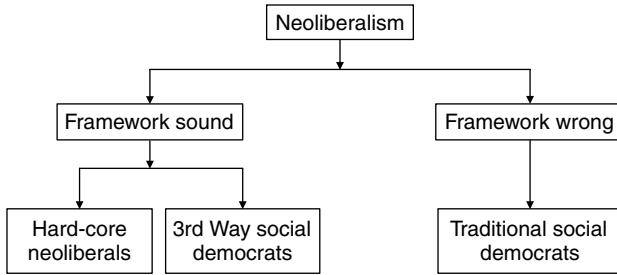 Neoliberalism
Framework sound
Framework wrong
Hard-core
neoliberals
3rd Way social
democrats
Traditional social
democrats